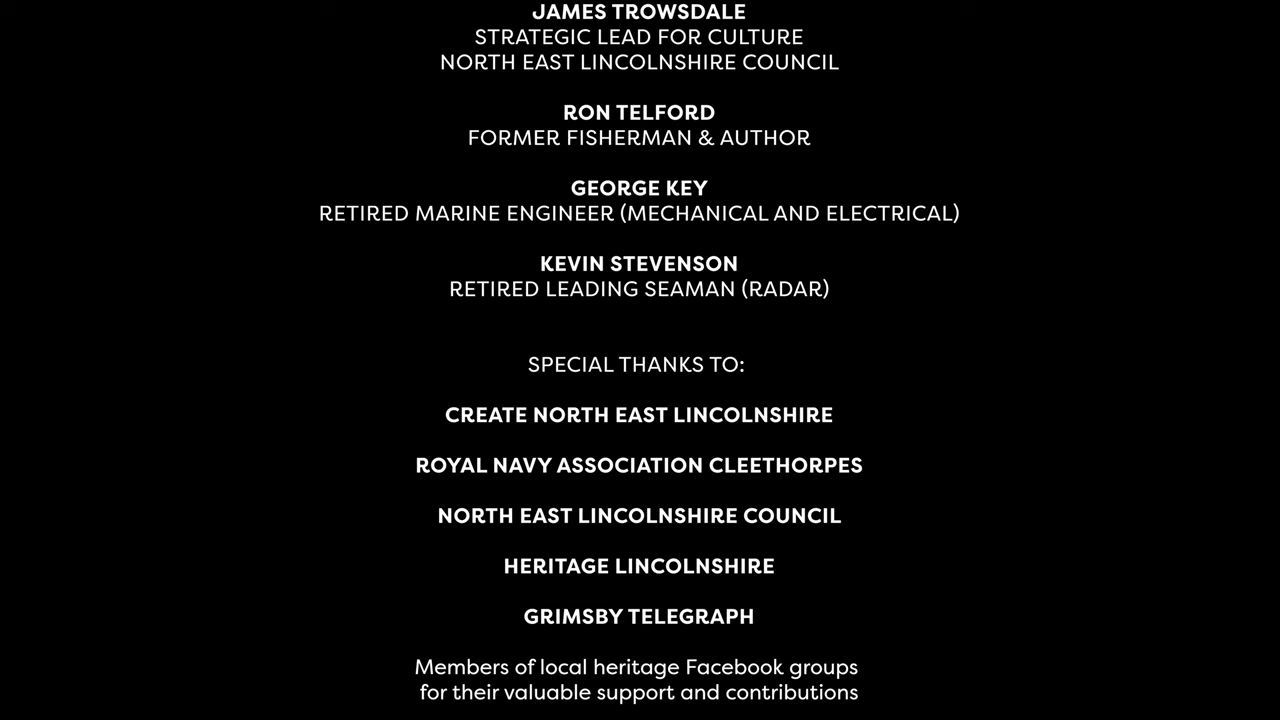 JAMES TROWSDALE
STRATEGIC LEAD FOR CULTURE
NORTH EAST LINCOLNSHIRE COUNCIL
RON TELFORD
FORMER FISHERMAN & AUTHOR
GEORGE KEY
RETIRED MARINE ENGINEER (MECHANICAL AND ELECTRICAL)
KEVIN STEVENSON
RETIRED LEADING SEAMAN (RADAR)
SPECIAL THANKS TO:
CREATE NORTH EAST LINCOLNSHIRE
ROYAL NAVY ASSOCIATION CLEETHORPES
NORTH EAST LINCOLNSHIRE COUNCIL
HERITAGE LINCOLNSHIRE
GRIMSBY TELEGRAPH
Members of local heritage Facebook groups
for their valuable support and contributions